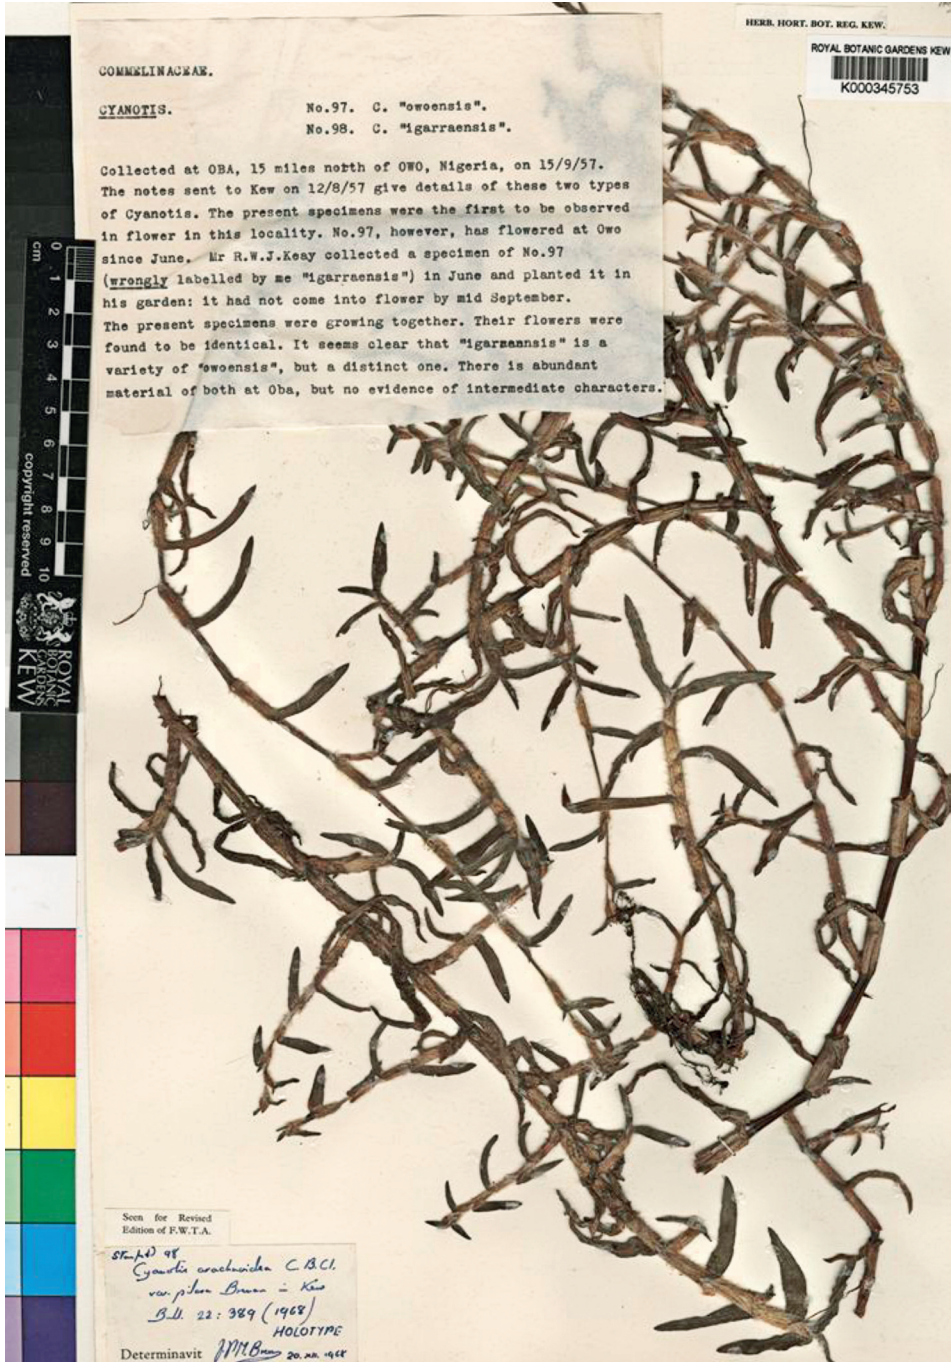 HERB. HORT. BOT. REG. KEW.
ROYAL BOTANIC GARDENS KEW
K000345753
COMMELINACEAE.
CYANOTIS. No.97. C. "owoensis".
No.98. C. "igarraensis".
Collected at OBA, 15 miles north of OWO, Nigeria, on 15/9/57.
The notes sent to Kew on 12/8/57 give details of these two types
of Cyanotis. The present specimens were the first to be observed
in flower in this locality. No.97, however, has flowered at Owo
since June. Mr R.W.J.Keay collected a specimen of No.97
(wrongly labelled by me "igarraensis") in June and planted it in
his garden: it had not come into flower by mid September.
The present specimens were growing together. Their flowers were
found to be identical. It seems clear that "igarraensis" is a
variety of "owoensis", but a distinct one. There is abundant
material of both at Oba, but no evidence of intermediate characters.
cm
0
1
2
3
4
5
6
7
8
9
10
copyright reserved
ROYAL
BOTANIC
GARDENS
KEW
Seen for Revised
Edition of F.W.T.A.
98
Cyanotis arachnoidea C.B.Cl.
var. pilosa Brenan in Kew
Bull. 22: 389 (1968)
HOLOTYPE
Determinavit JPM Brenan 20. xii. 1968